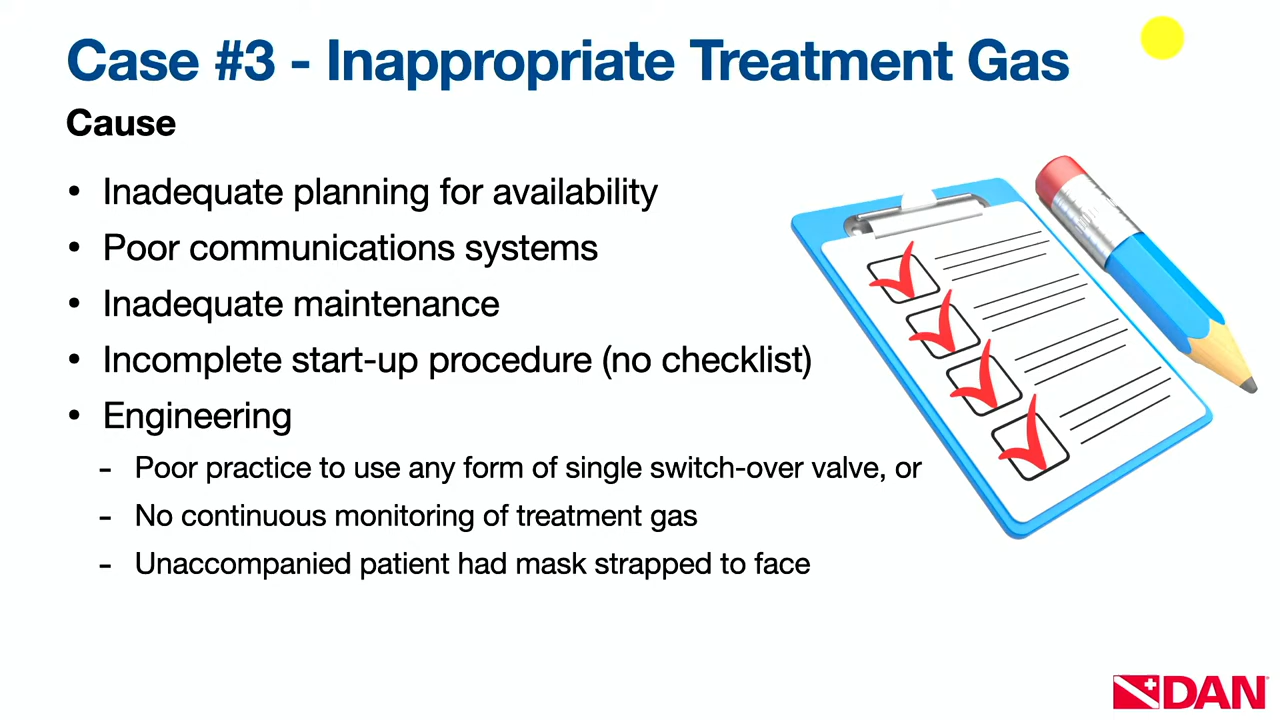 Case #3 - Inappropriate Treatment Gas
Cause
• Inadequate planning for availability
• Poor communications systems
• Inadequate maintenance
• Incomplete start-up procedure (no checklist)
• Engineering
- Poor practice to use any form of single switch-over valve, or
- No continuous monitoring of treatment gas
- Unaccompanied patient had mask strapped to face
DAN